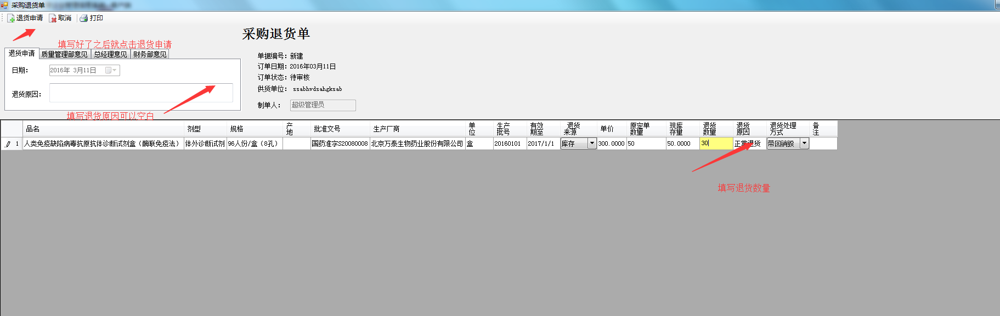 采购退货单
退货申请 取消 打印
采购退货单
填写好了之后就点击退货申请
退货申请 质量管理部意见 总经理意见 财务部意见
日期： 2016年 3月11日
退货原因：
填写退货原因可以空白
单据编号：新建
订单日期：2016年03月11日
订单状态：待审核
供货单位： ssabhvdsahgksab
制单人： 超级管理员
品名 剂型 规格 产地 批准文号 生产厂商 单位 生产批号 有效期至 退货来源 单价 原定单数量 现库存量 退货数量 退货原因 退货处理方式 备注
1 人类免疫缺陷病毒抗原抗体诊断试剂盒（酶联免疫法） 体外诊断试剂 96人份/盒（8孔） 国药准字S20080008 北京万泰生物药业股份有限公司 盒 20160101 2017/1/1 库存 300.0000 50 50.0000 30 正常退货 带回销毁
填写退货数量